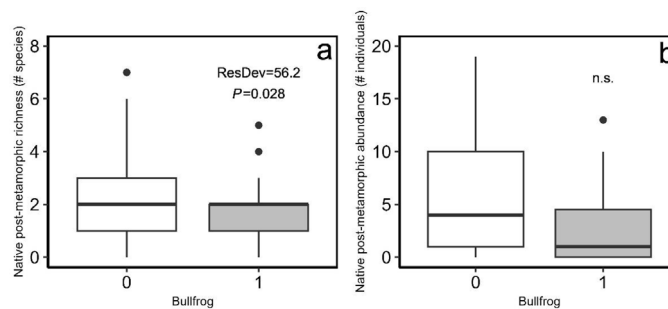 Native post-metamorphic richness (# species)
8
6
4
2
0
a
ResDev=56.2
P=0.028
0
1
Bullfrog
Native post-metamorphic abundance (# individuals)
20
15
10
5
0
b
n.s.
0
1
Bullfrog